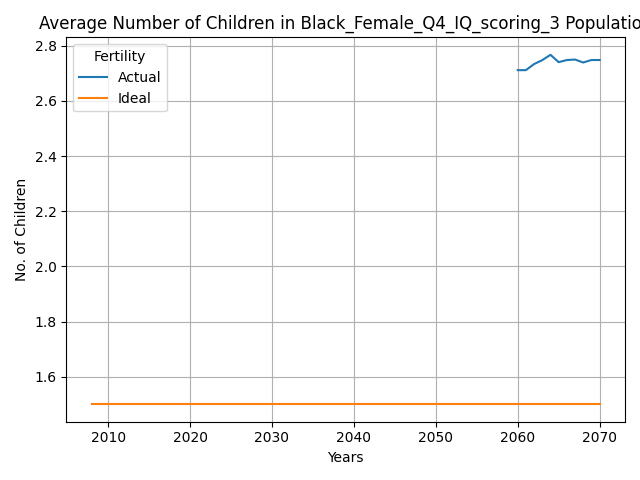 Average Number of Children in Black_Female_Q4_IQ_scoring_3 Populatio
Fertility
Actual
Ideal
2.8
2.6
2.4
2.2
2.0
1.8
1.6
No. of Children
2010 2020 2030 2040 2050 2060 2070
Years